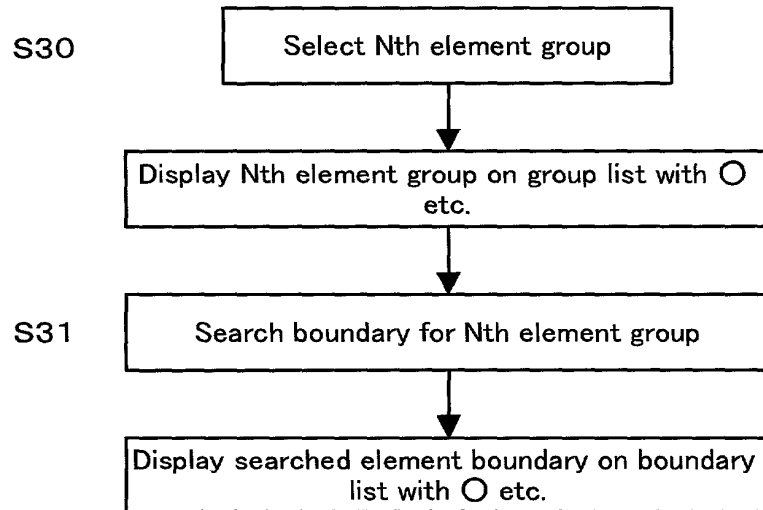 S30
Select Nth element group
Display Nth element group on group list with ○
etc.
S31
Search boundary for Nth element group
Display searched element boundary on boundary
list with ○ etc.